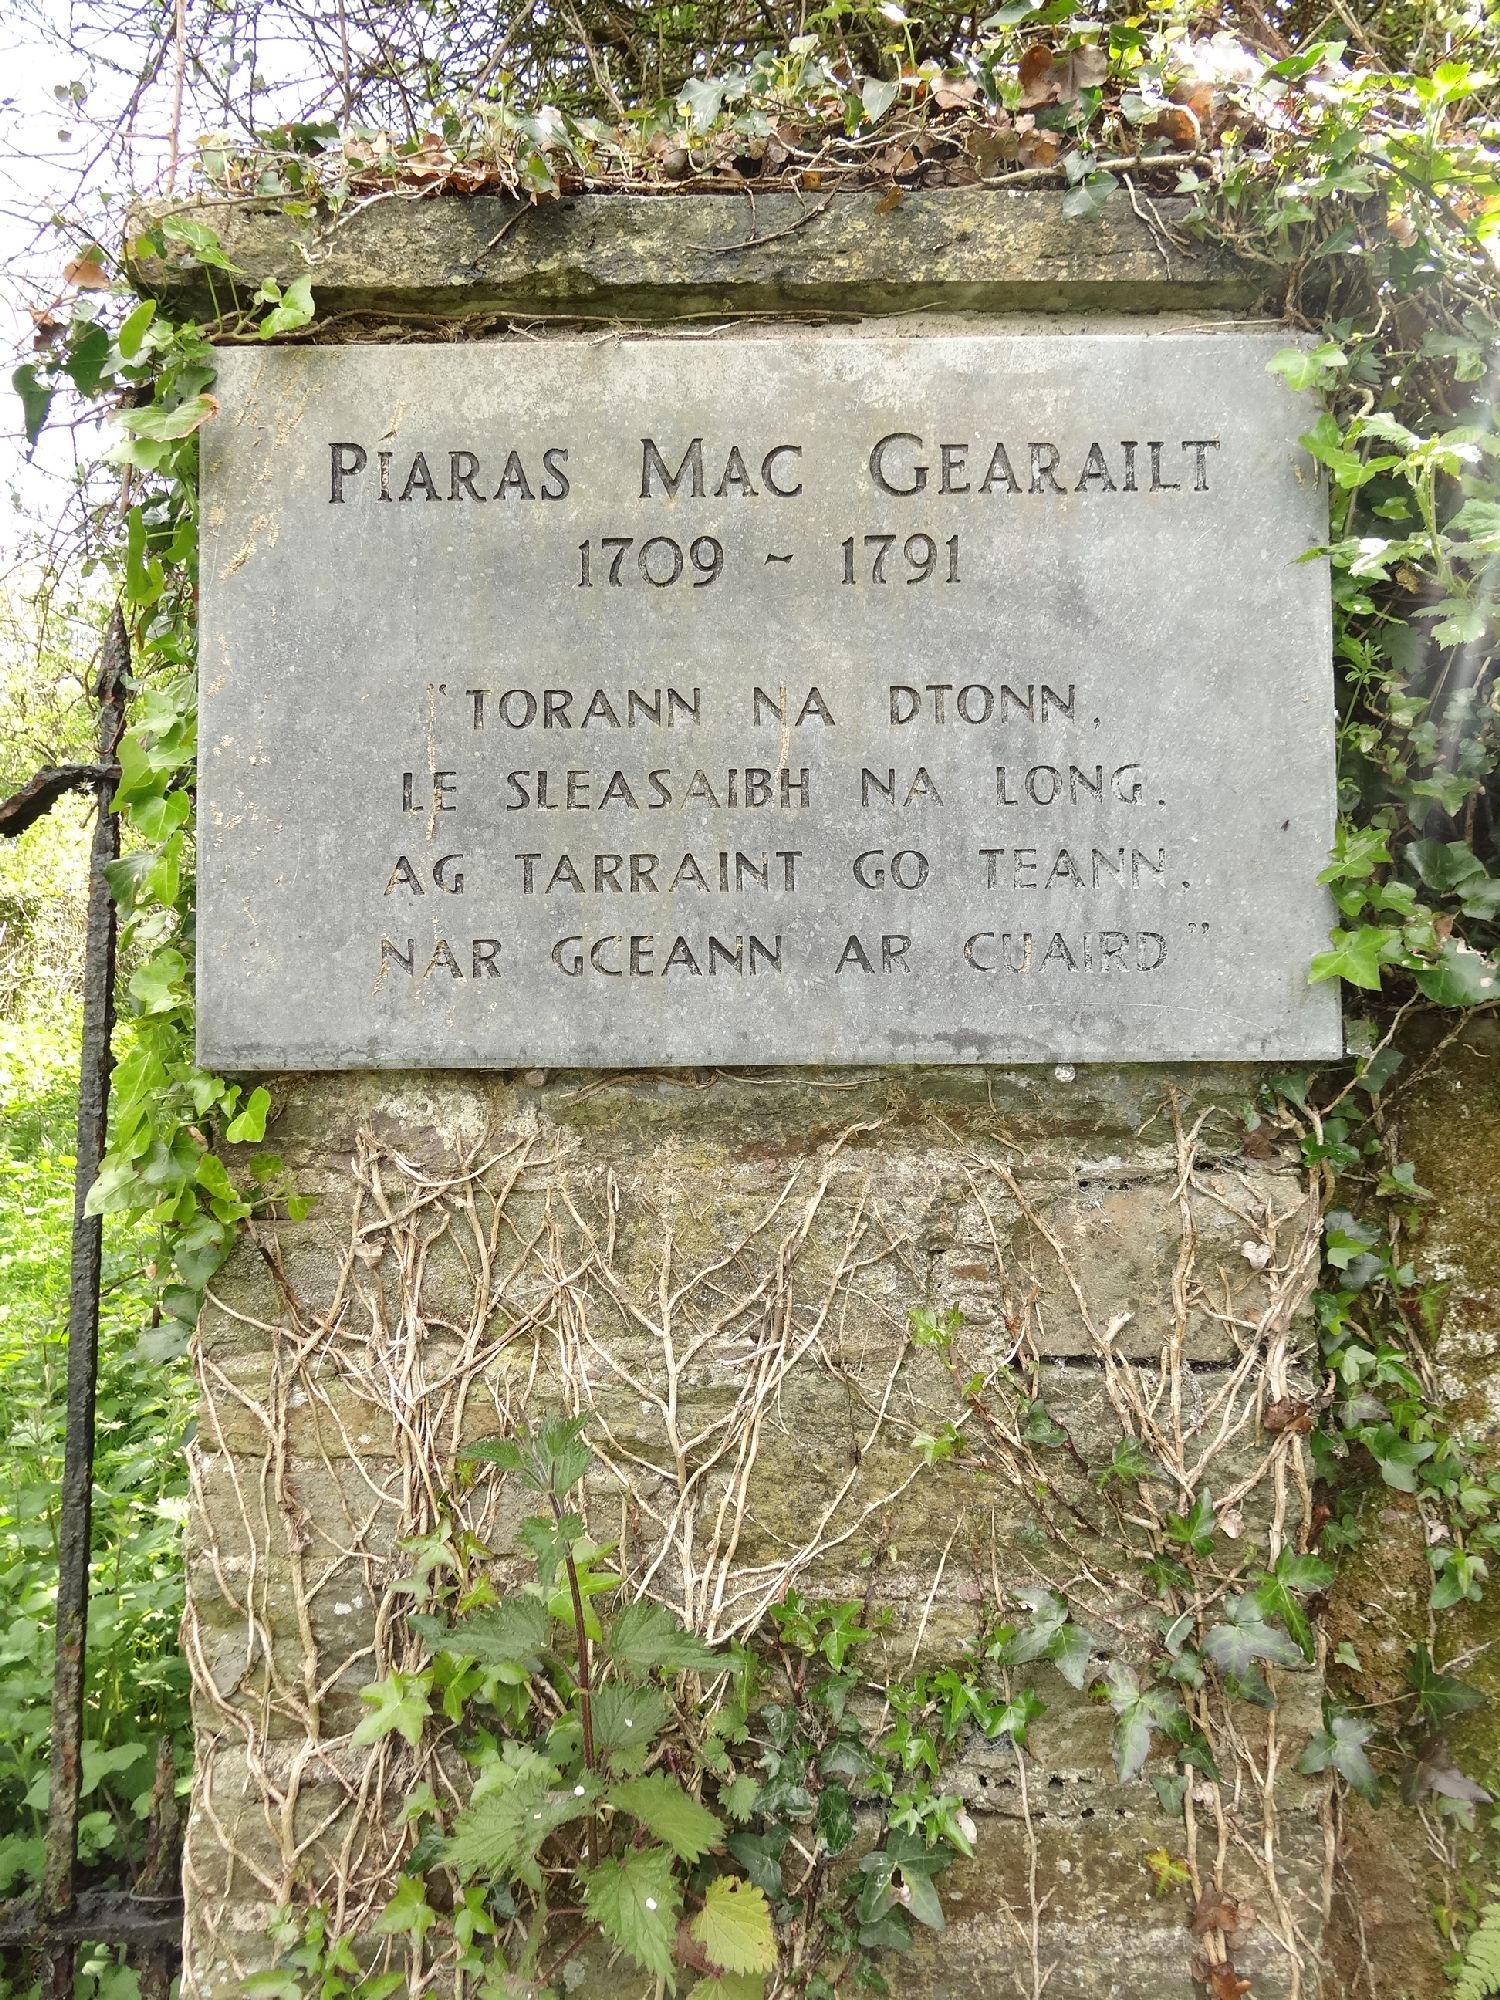 PÍARAS MAC GEARAILT
1709 ~ 1791
"TORANN NA DTONN,
LE SLEASAIBH NA LONG.
AG TARRAINT GO TEANN.
NAR GCEANN AR CUAIRD"